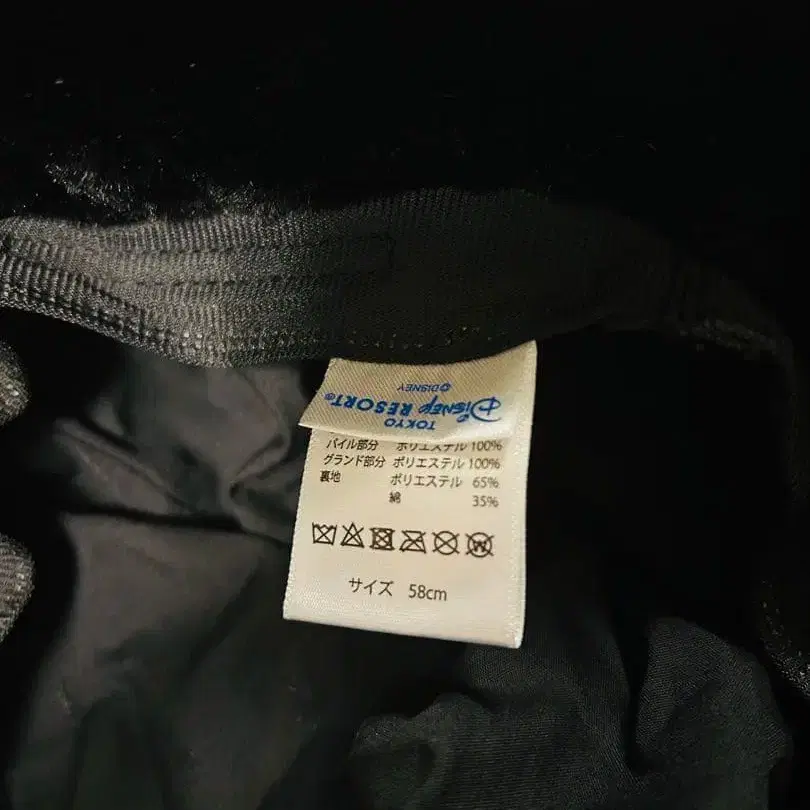 TOKYO
Disney RESORT®
© DISNEY
パイル部分 ポリエステル 100%
グランド部分 ポリエステル 100%
裏地 ポリエステル 65%
綿 35%
サイズ 58cm